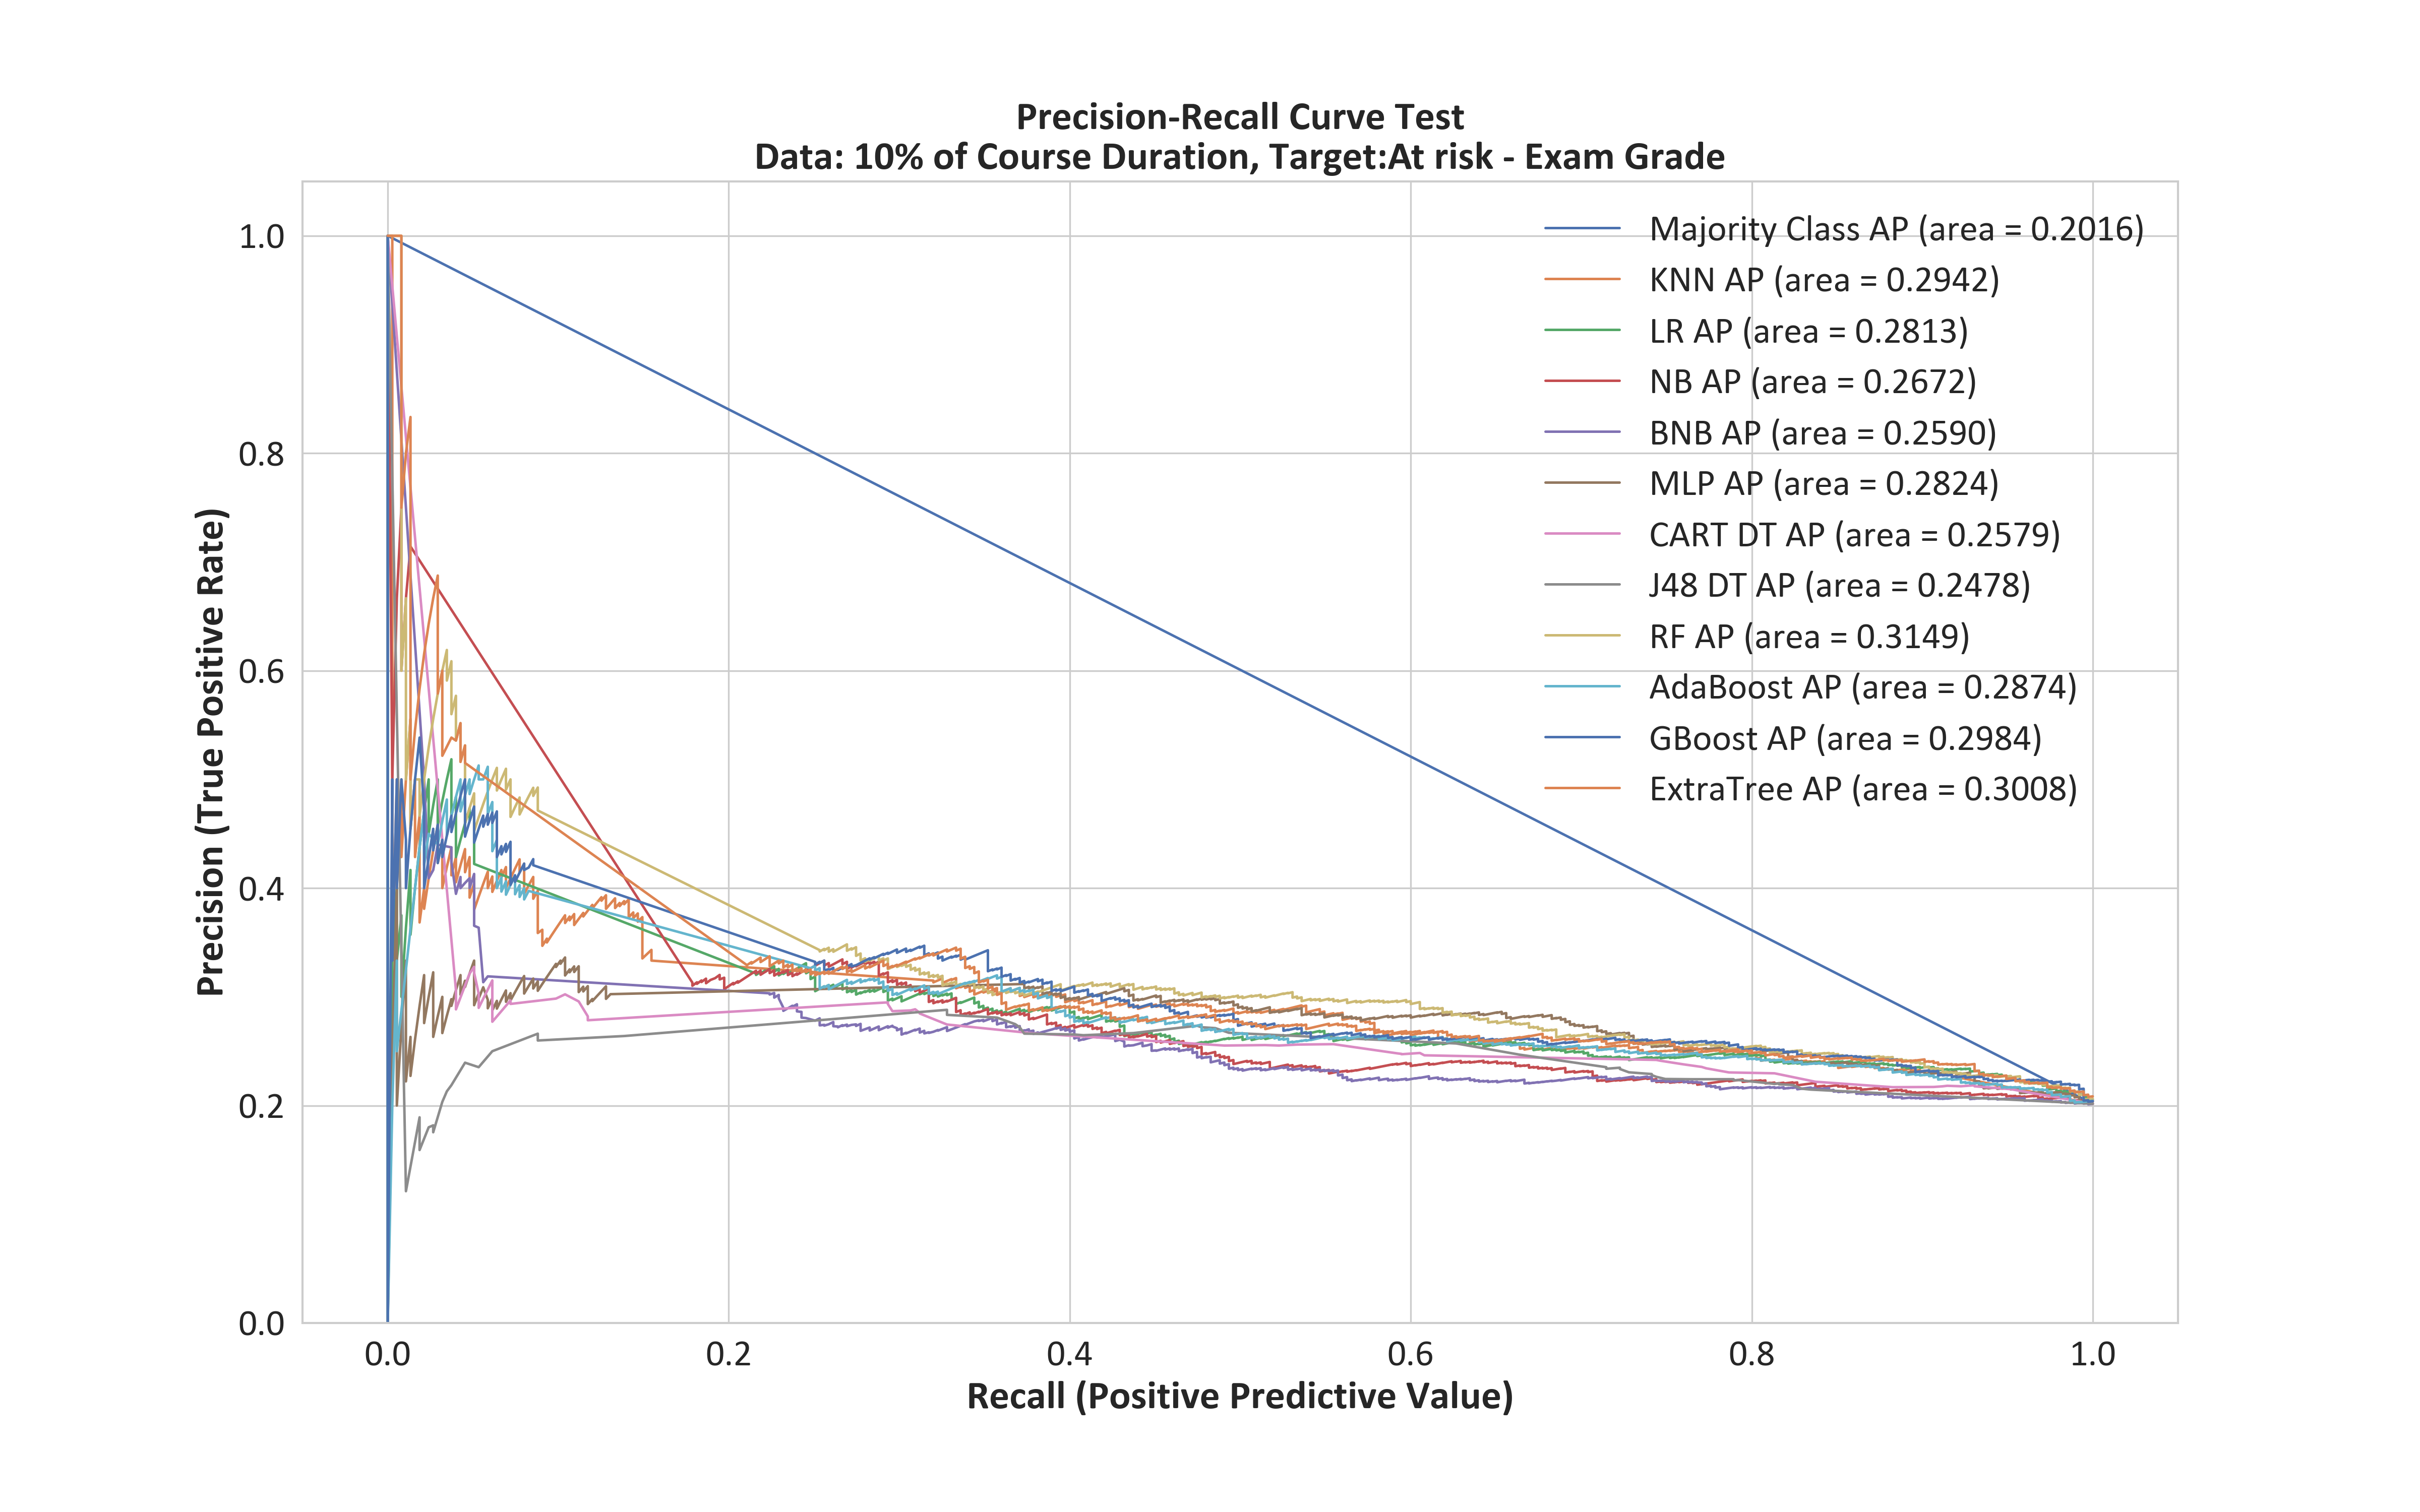 Precision-Recall Curve Test
Data: 10% of Course Duration, Target:At risk - Exam Grade
Majority Class AP (area = 0.2016)
KNN AP (area = 0.2942)
LR AP (area = 0.2813)
NB AP (area = 0.2672)
BNB AP (area = 0.2590)
MLP AP (area = 0.2824)
CART DT AP (area = 0.2579)
J48 DT AP (area = 0.2478)
RF AP (area = 0.3149)
AdaBoost AP (area = 0.2874)
GBoost AP (area = 0.2984)
ExtraTree AP (area = 0.3008)
Precision (True Positive Rate)
1.0
0.8
0.6
0.4
0.2
0.0
0.0 0.2 0.4 0.6 0.8 1.0
Recall (Positive Predictive Value)